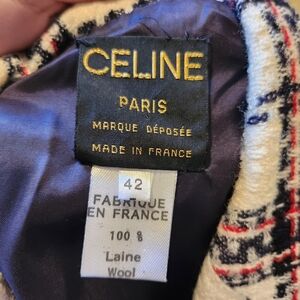 CELINE
PARIS
MARQUE DÉPOSÉE
MADE IN FRANCE
42
FABRIQUE
EN FRANCE
100 %
Laine
Wool